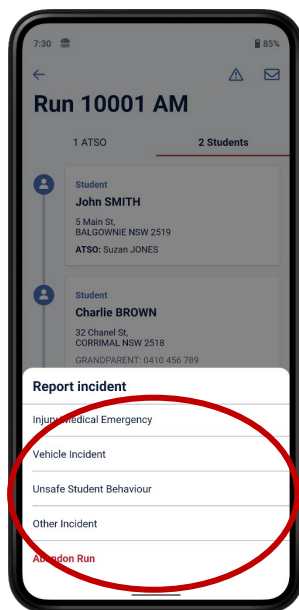 7:30 85%
Run 10001 AM
1 ATSO 2 Students
Student
John SMITH
5 Main St,
BALGOWNIE NSW 2519
ATSO: Suzan JONES
Student
Charlie BROWN
32 Chanel St,
CORRIMAL NSW 2518
GRANDPARENT: 0410 456 789
Report incident
Injury/Medical Emergency
Vehicle Incident
Unsafe Student Behaviour
Other Incident
Abandon Run